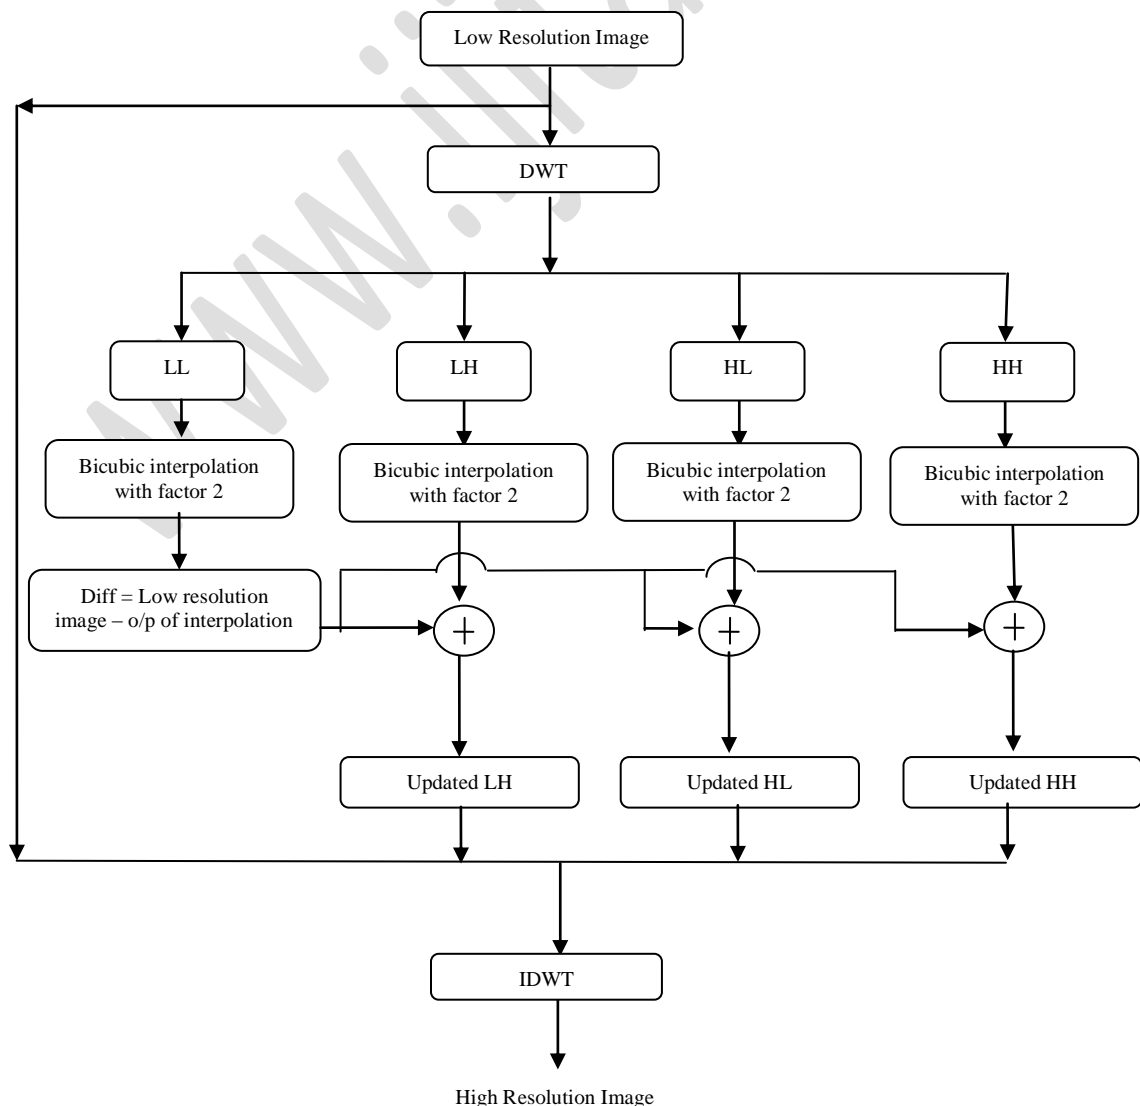 Low Resolution Image
DWT
LL
LH
HL
HH
Bicubic interpolation
with factor 2
Bicubic interpolation
with factor 2
Bicubic interpolation
with factor 2
Bicubic interpolation
with factor 2
Diff = Low resolution
image – o/p of interpolation
+
+
+
Updated LH
Updated HL
Updated HH
IDWT
High Resolution Image